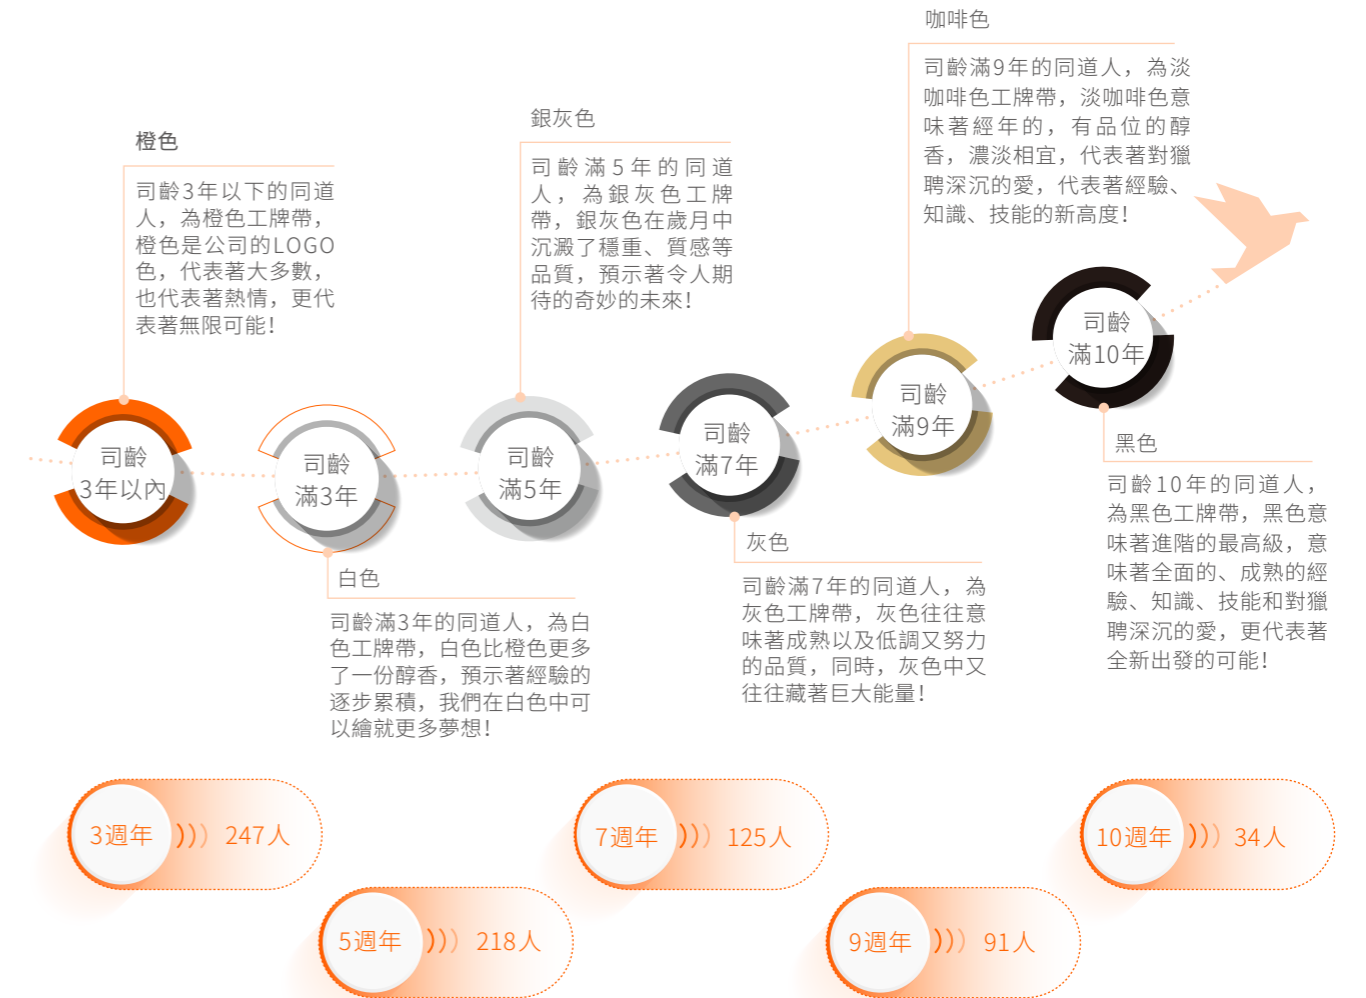 橙色
司齡3年以下的同道
人，為橙色工牌帶，
橙色是公司的LOGO
色，代表著大多數，
也代表著熱情，更代
表著無限可能！
司齡
3年以內
司齡
滿3年
白色
司齡滿3年的同道人，為白
色工牌帶，白色比橙色更多
了一份醇香，預示著經驗的
逐步累積，我們在白色中可
以繪就更多夢想！
銀灰色
司齡滿5年的同道
人，為銀灰色工牌
帶，銀灰色在歲月中
沉澱了穩重、質感等
品質，預示著令人期
待的奇妙的未來！
司齡
滿5年
司齡
滿7年
灰色
司齡滿7年的同道人，為
灰色工牌帶，灰色往往意
味著成熟以及低調又努力
的品質，同時，灰色中又
往往藏著巨大能量！
咖啡色
司齡滿9年的同道人，為淡
咖啡色工牌帶，淡咖啡色意
味著經年的，有品位的醇
香，濃淡相宜，代表著對獵
聘深沉的愛，代表著經驗、
知識、技能的新高度！
司齡
滿9年
司齡
滿10年
黑色
司齡10年的同道人，
為黑色工牌帶，黑色意
味著進階的最高級，意
味著全面的、成熟的經
驗、知識、技能和對獵
聘深沉的愛，更代表著
全新出發的可能！
3週年 247人
5週年 218人
7週年 125人
9週年 91人
10週年 34人